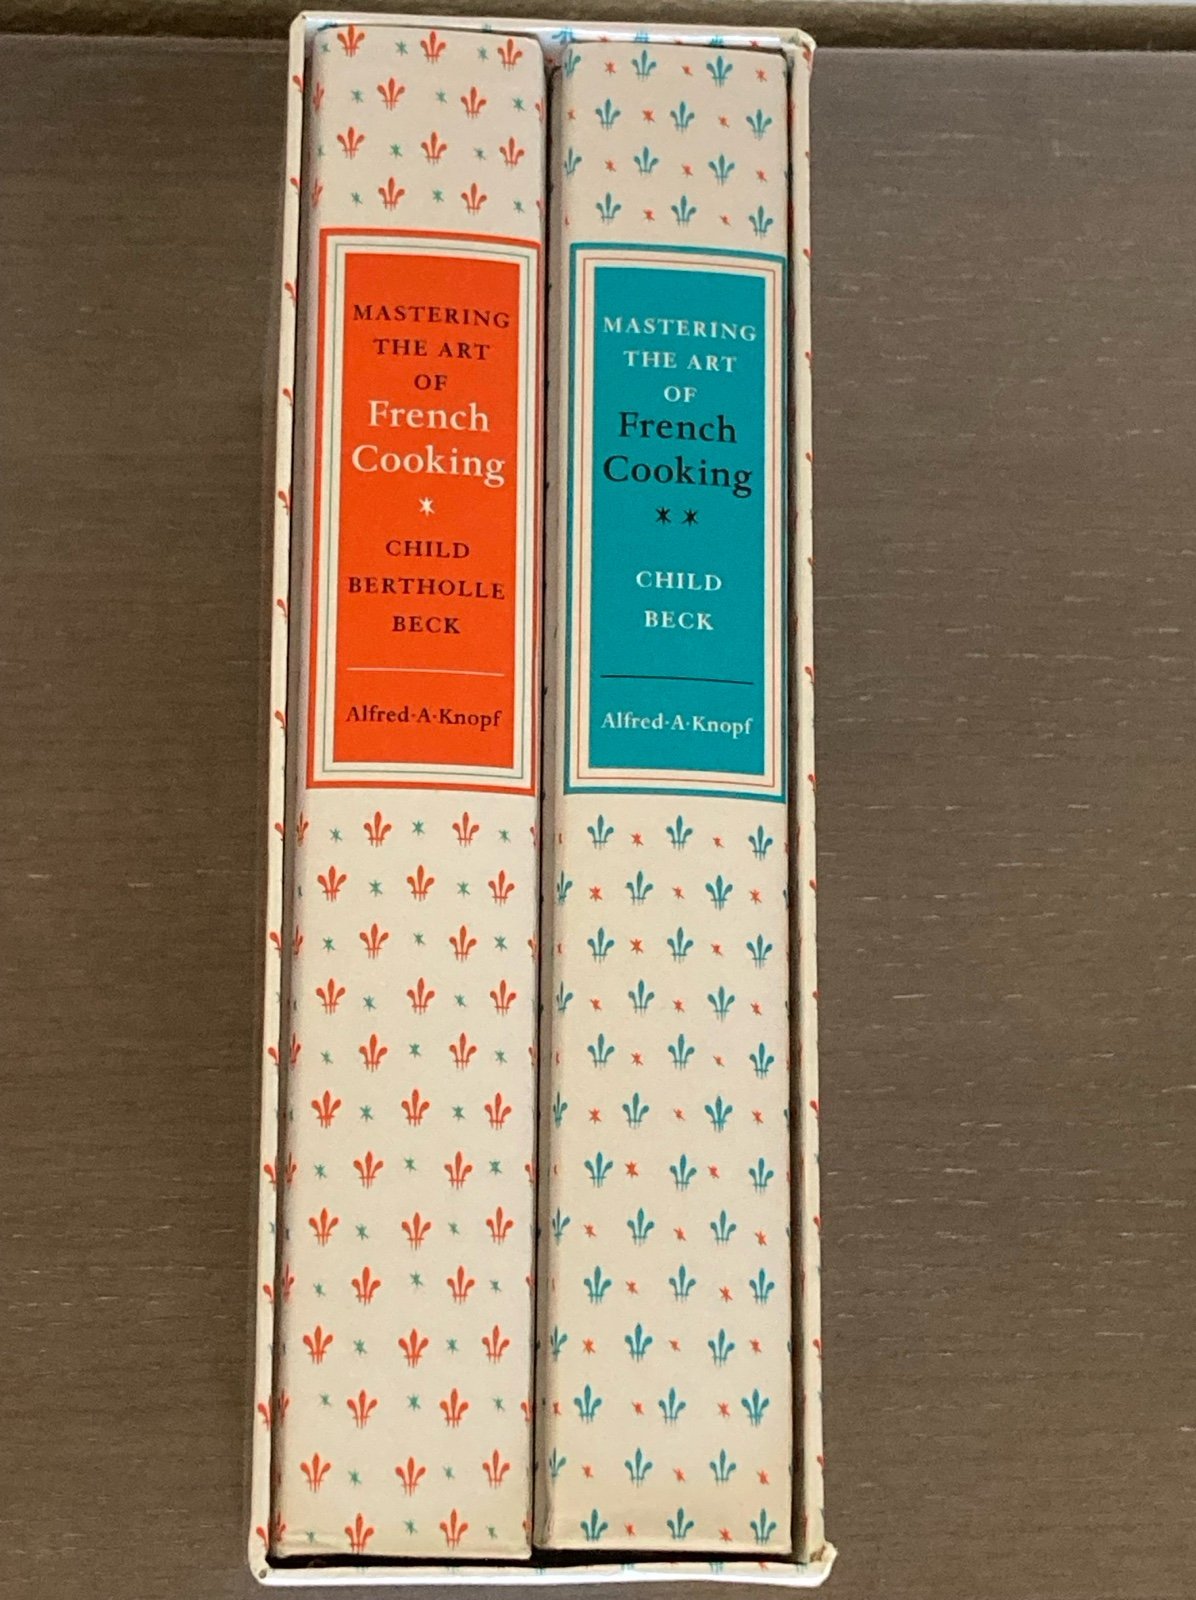 MASTERING
THE ART
OF
French
Cooking
*
CHILD
BERTHOLLE
BECK
Alfred·A·Knopf
MASTERING
THE ART
OF
French
Cooking
* *
CHILD
BECK
Alfred·A·Knopf